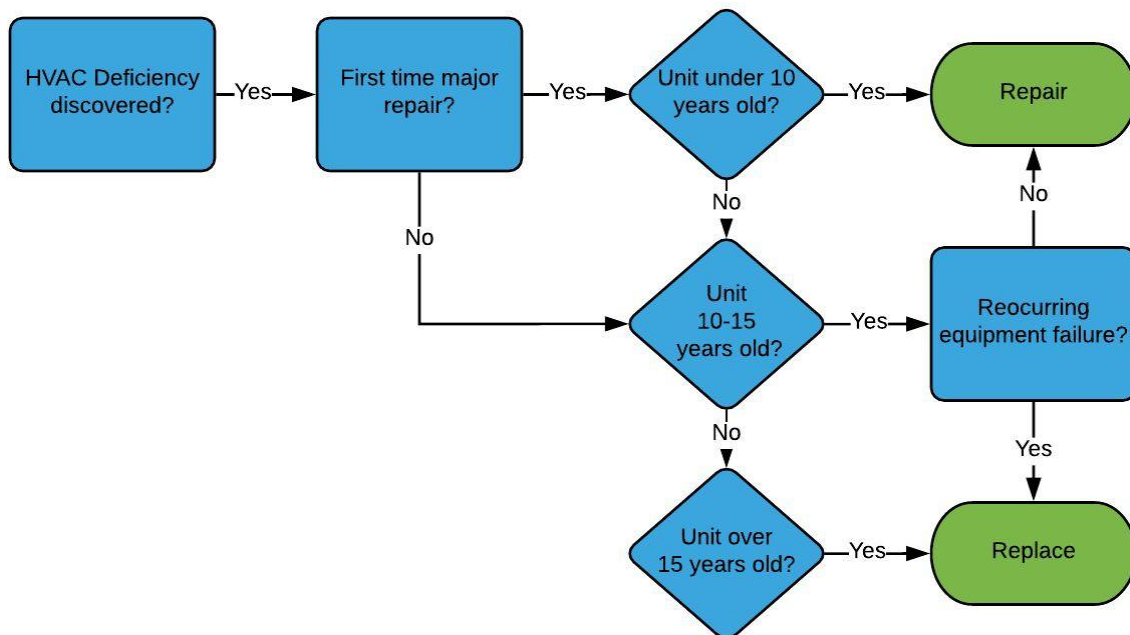 HVAC Deficiency
discovered?
Yes
First time major
repair?
Yes
Unit under 10
years old?
Yes
Repair
No
No
No
Unit
10-15
years old?
Yes
Reocurring
equipment failure?
No
Yes
Unit over
15 years old?
Yes
Replace